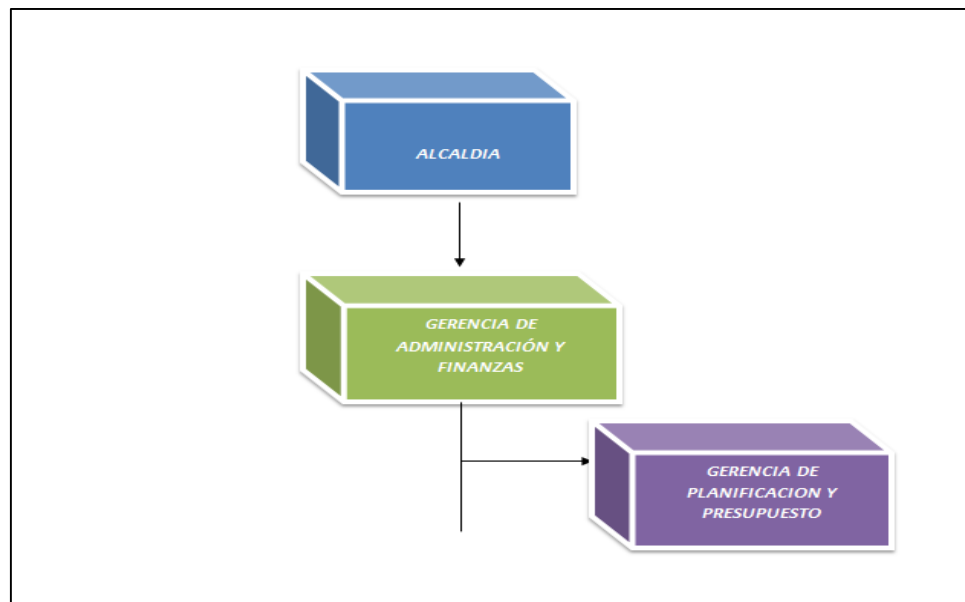 ALCALDIA
GERENCIA DE
ADMINISTRACIÓN Y
FINANZAS
GERENCIA DE
PLANIFICACION Y
PRESUPUESTO